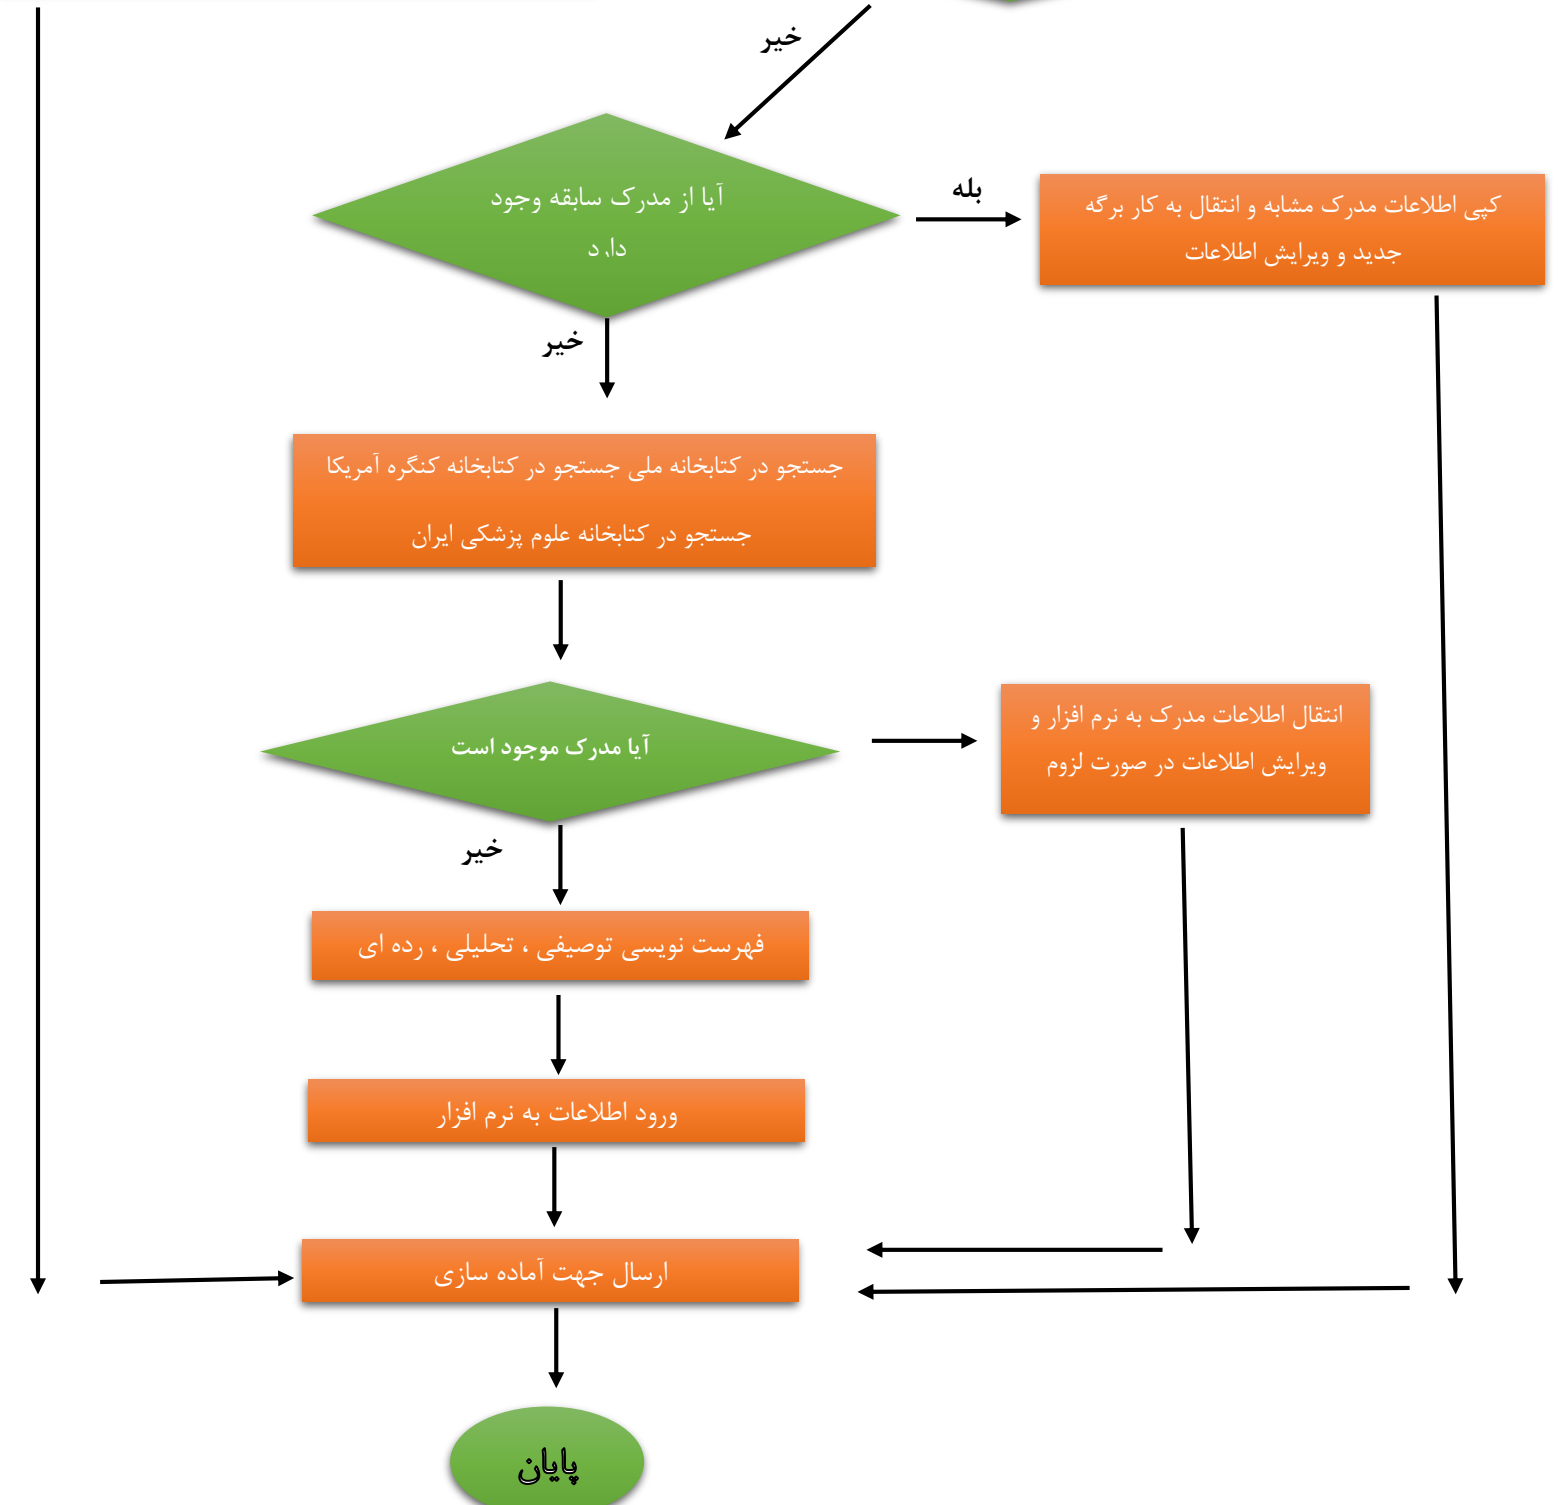 خیر
آیا از مدرک سابقه وجود
دارد
بله
کپی اطلاعات مدرک مشابه و انتقال به کار برگه
جدید و ویرایش اطلاعات
خیر
جستجو در کتابخانه ملی جستجو در کتابخانه کنگره آمریکا
جستجو در کتابخانه علوم پزشکی ایران
آیا مدرک موجود است
انتقال اطلاعات مدرک به نرم افزار و
ویرایش اطلاعات در صورت لزوم
خیر
فهرست نویسی توصیفی ، تحلیلی ، رده ای
ورود اطلاعات به نرم افزار
ارسال جهت آماده سازی
پایان